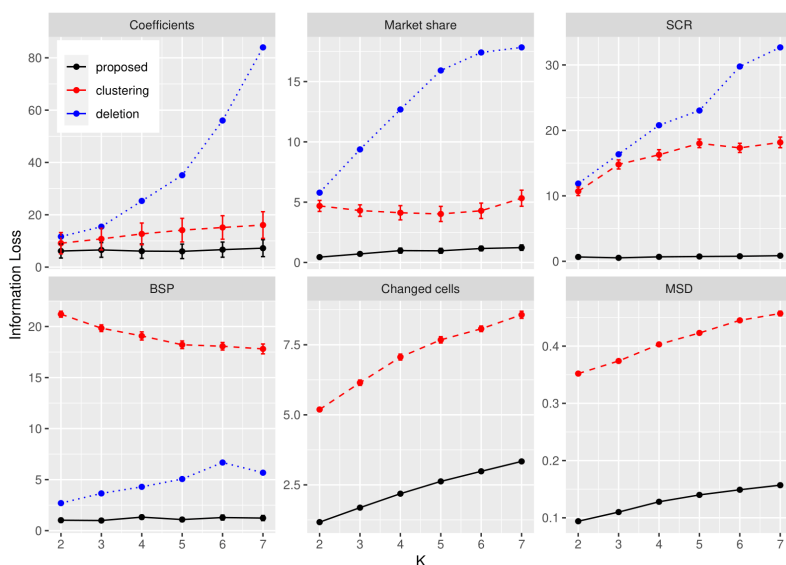 Coefficients
Market share
SCR
proposed
clustering
deletion
80
60
40
20
0
15
10
5
0
30
20
10
0
Information Loss
BSP
Changed cells
MSD
20
15
10
5
0
7.5
5.0
2.5
0.4
0.3
0.2
0.1
2 3 4 5 6 7
2 3 4 5 6 7
2 3 4 5 6 7
K